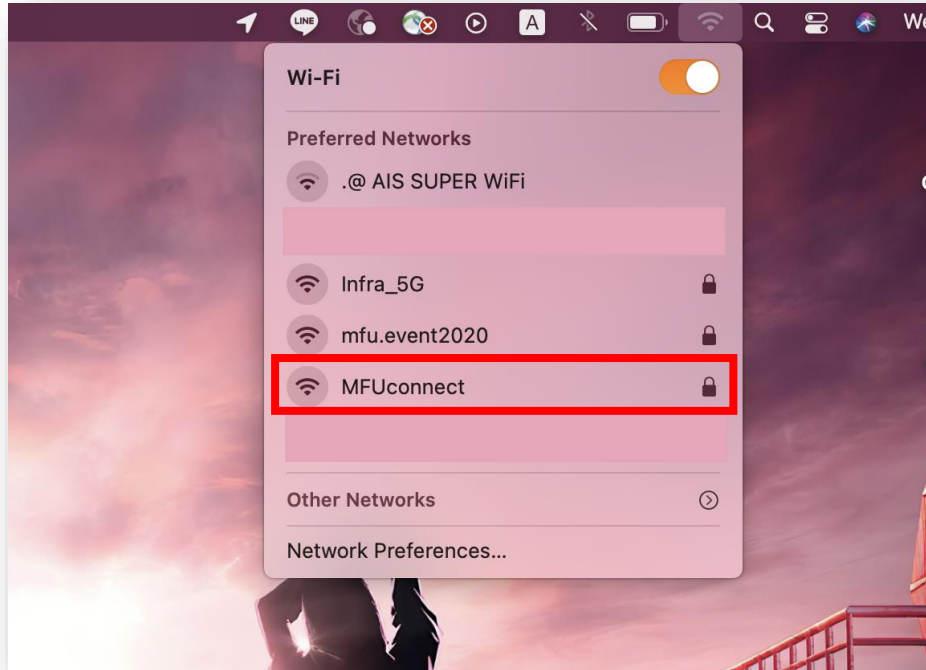 LINE
A
We
Wi-Fi
Preferred Networks
.@ AIS SUPER WiFi
Infra_5G
mfu.event2020
MFUconnect
Other Networks
Network Preferences...